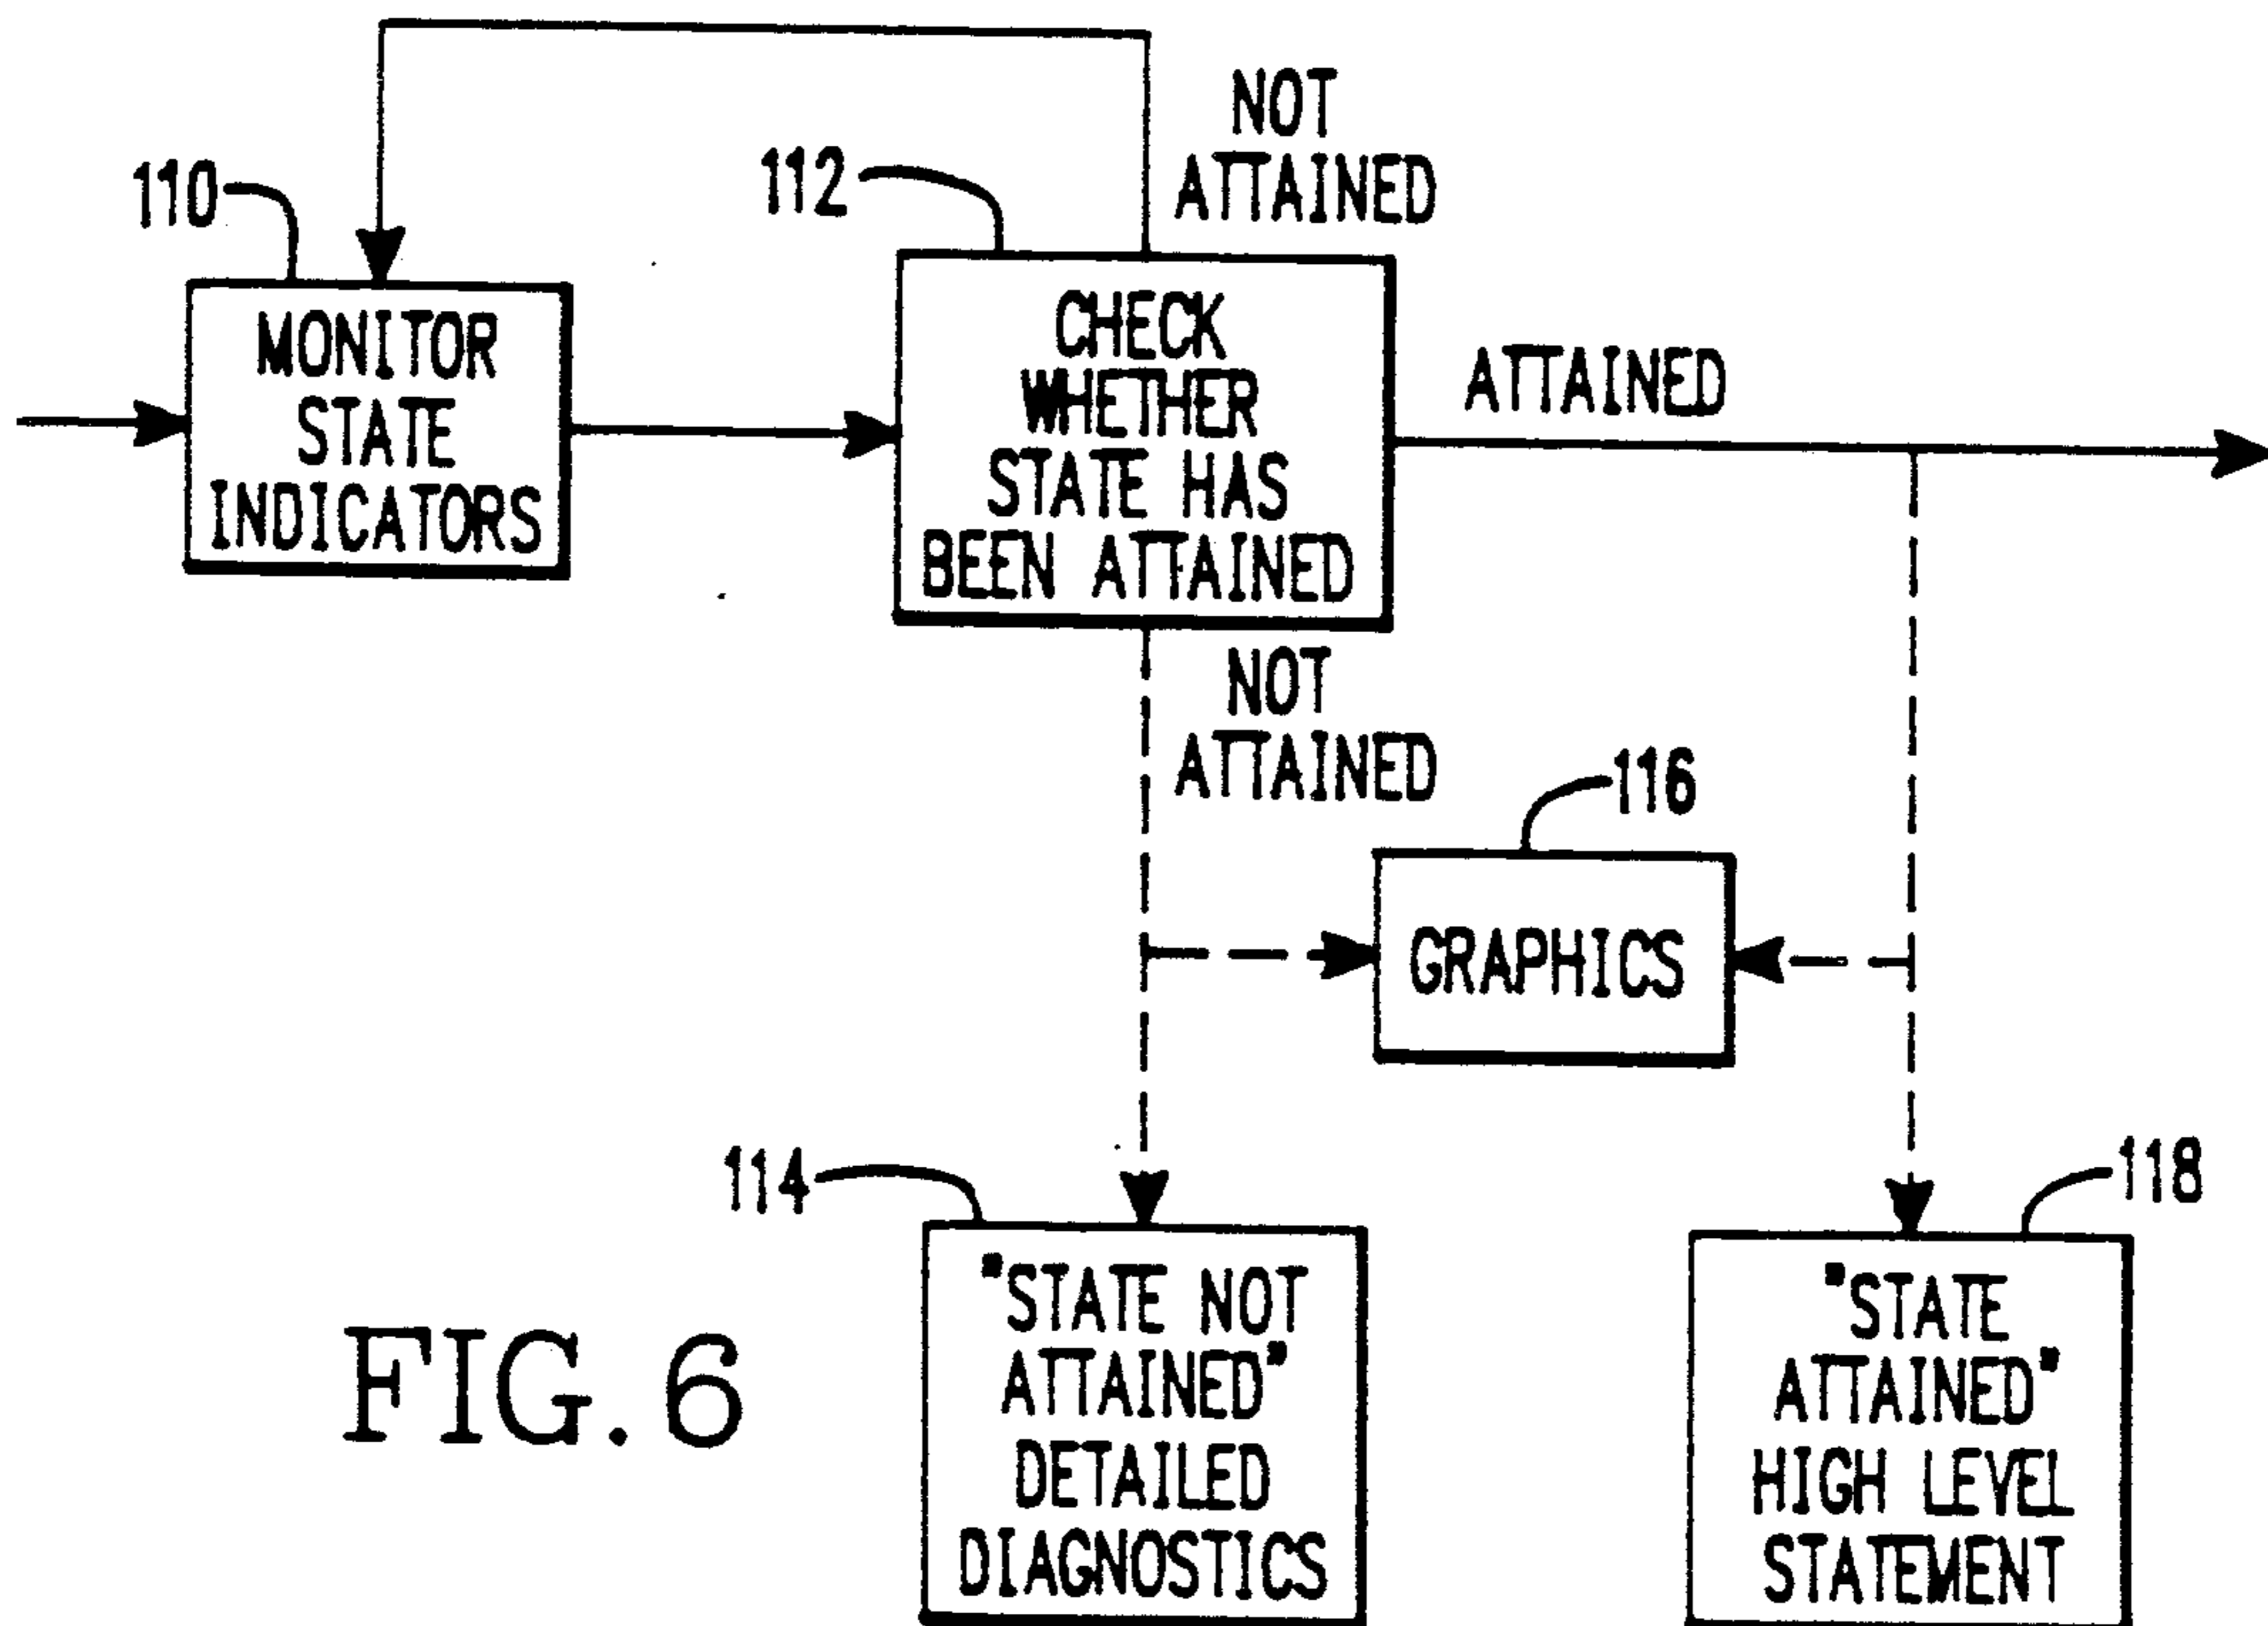 NOT
ATTAINED
110
112
MONITOR
STATE
INDICATORS
CHECK
WHETHER
STATE HAS
BEEN ATTAINED
ATTAINED
NOT
ATTAINED
116
GRAPHICS
114
118
"STATE NOT
ATTAINED"
DETAILED
DIAGNOSTICS
"STATE
ATTAINED"
HIGH LEVEL
STATEMENT
FIG. 6